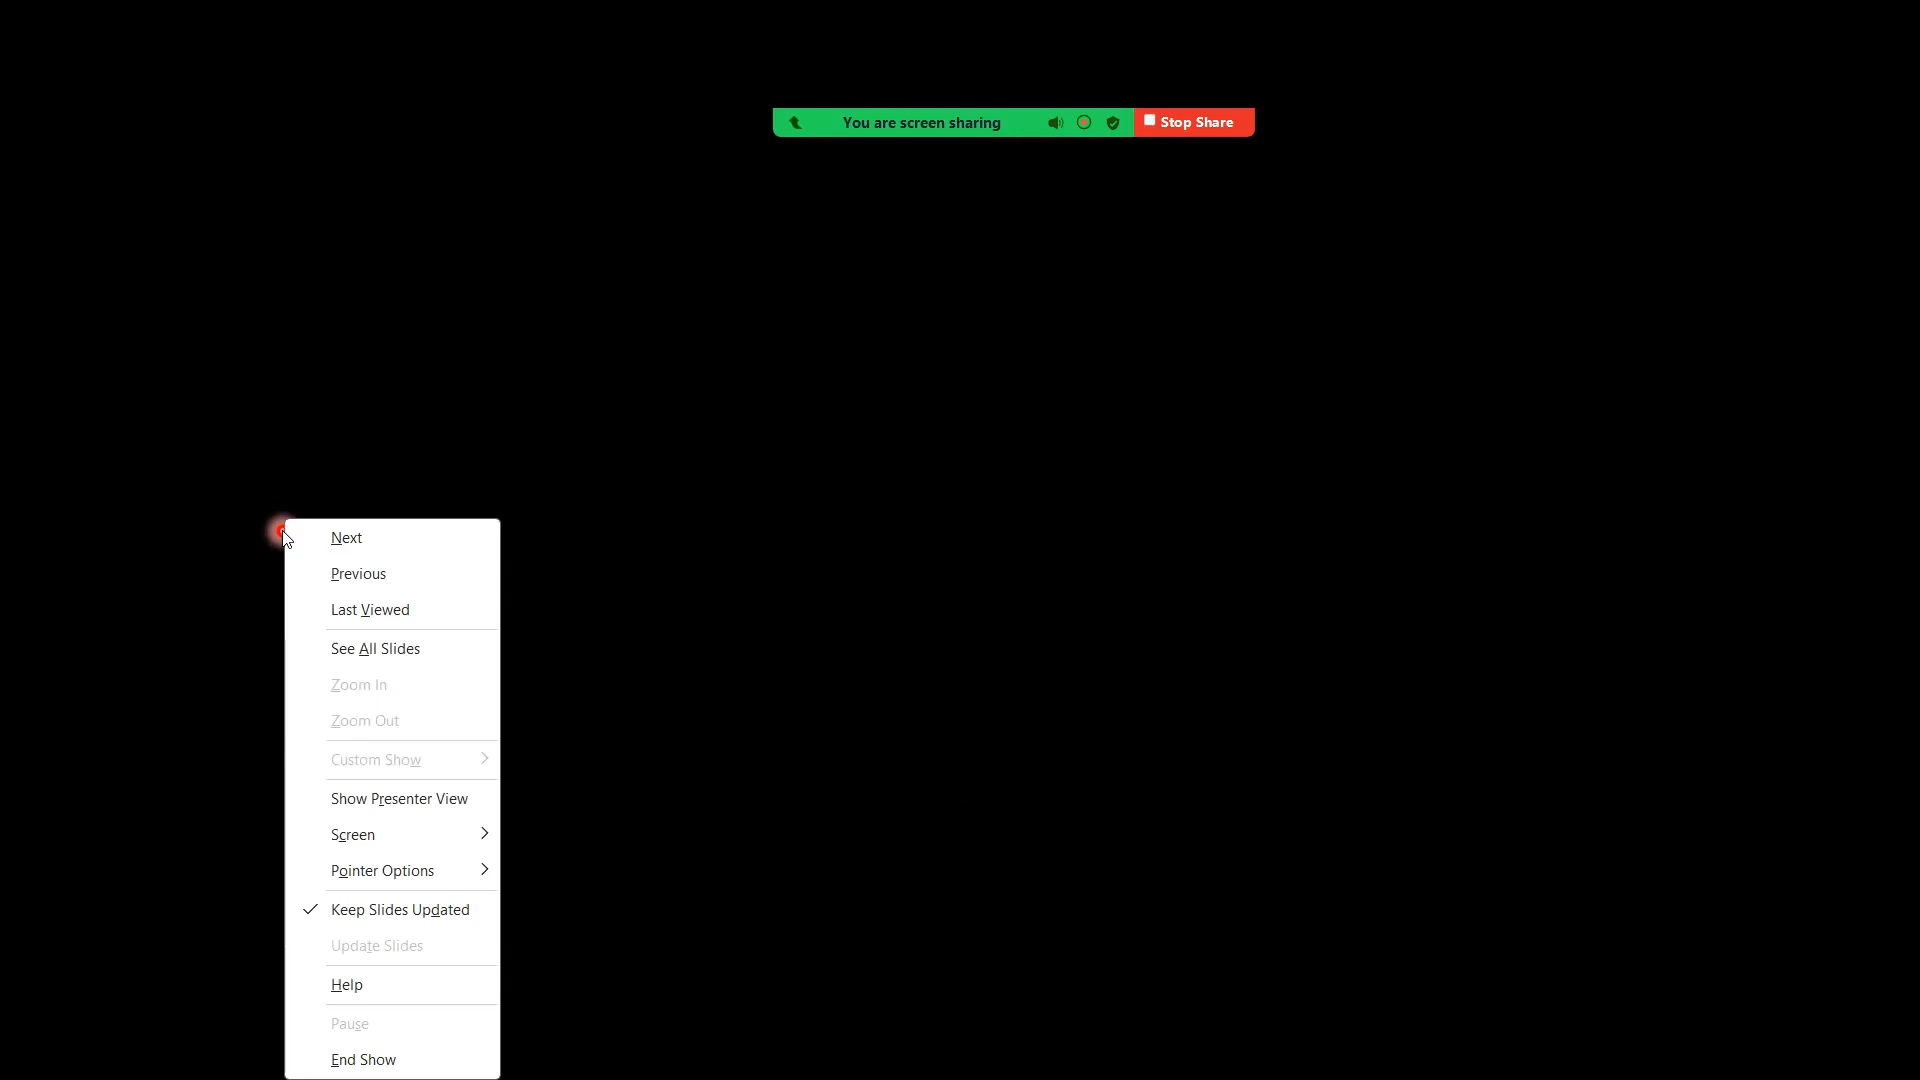 You are screen sharing
Stop Share
Next
Previous
Last Viewed
See All Slides
Zoom In
Zoom Out
Custom Show
Show Presenter View
Screen
Pointer Options
Keep Slides Updated
Update Slides
Help
Pause
End Show